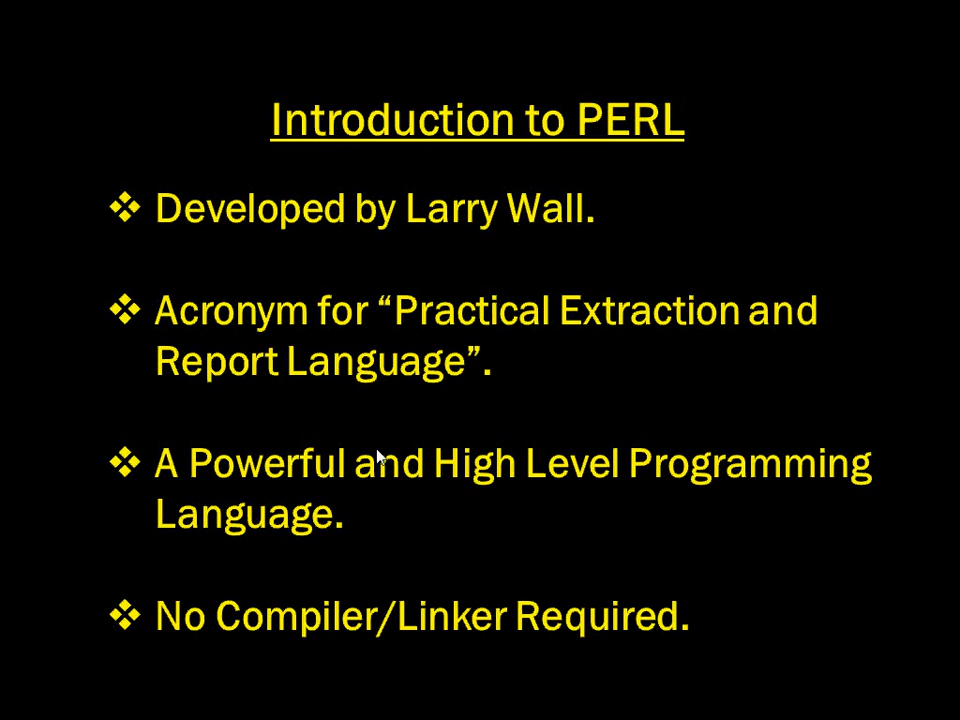 Introduction to PERL
❖ Developed by Larry Wall.
❖ Acronym for “Practical Extraction and
Report Language”.
❖ A Powerful and High Level Programming
Language.
❖ No Compiler/Linker Required.